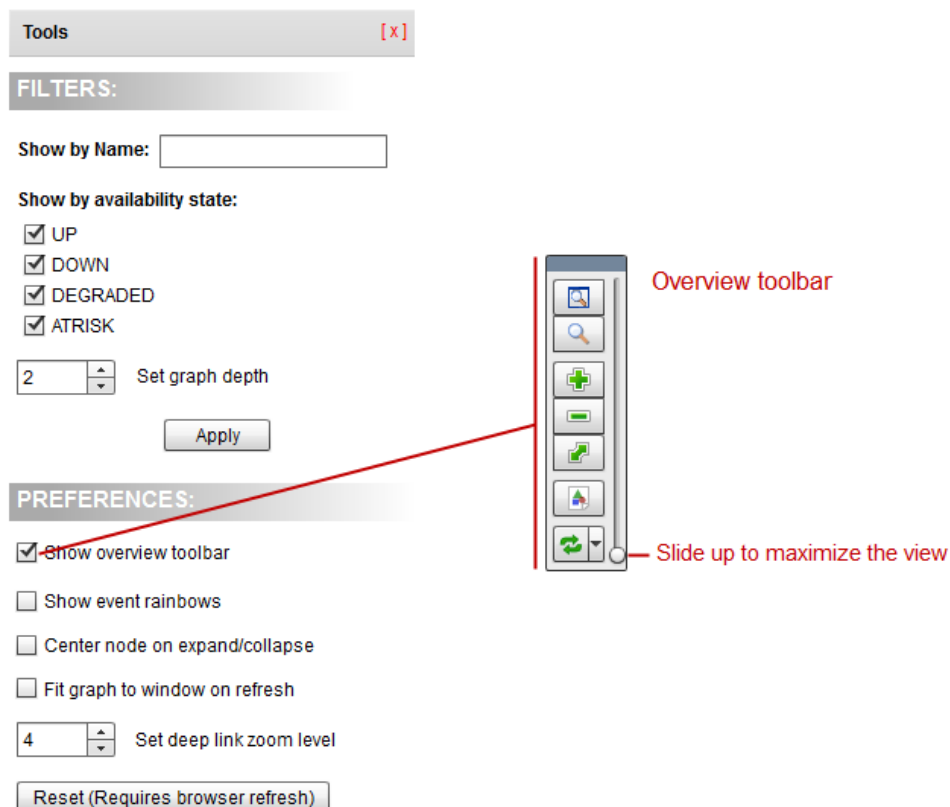 Tools [x]
FILTERS:
Show by Name:
Show by availability state:
UP
DOWN
DEGRADED
ATRISK
2 Set graph depth
Apply
PREFERENCES:
Show overview toolbar
Show event rainbows
Center node on expand/collapse
Fit graph to window on refresh
4 Set deep link zoom level
Reset (Requires browser refresh)
Overview toolbar
Slide up to maximize the view